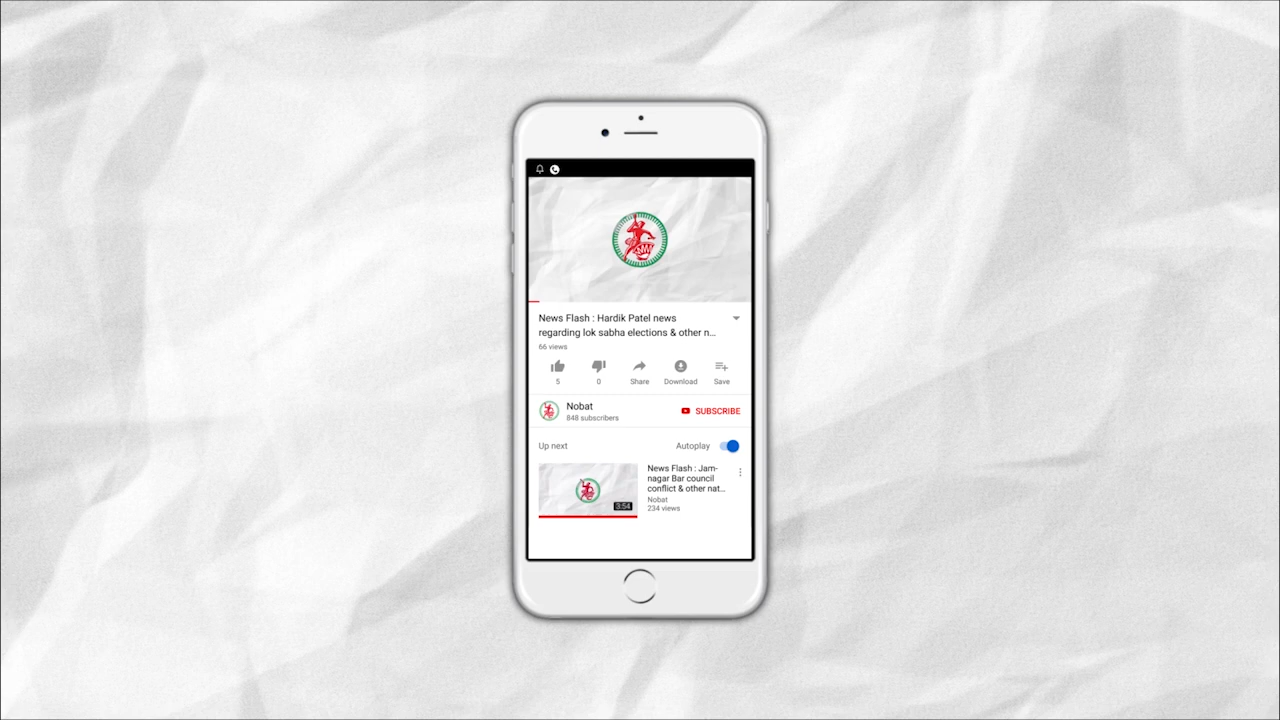 News Flash : Hardik Patel news
regarding lok sabha elections & other n...
66 views
5
0
Share
Download
Save
Nobat
848 subscribers
SUBSCRIBE
Up next
Autoplay
3:54
News Flash : Jam-
nagar Bar council
conflict & other nat...
Nobat
234 views